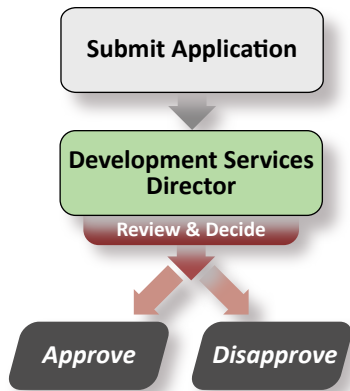 Submit Application
Development Services
Director
Review & Decide
Approve
Disapprove